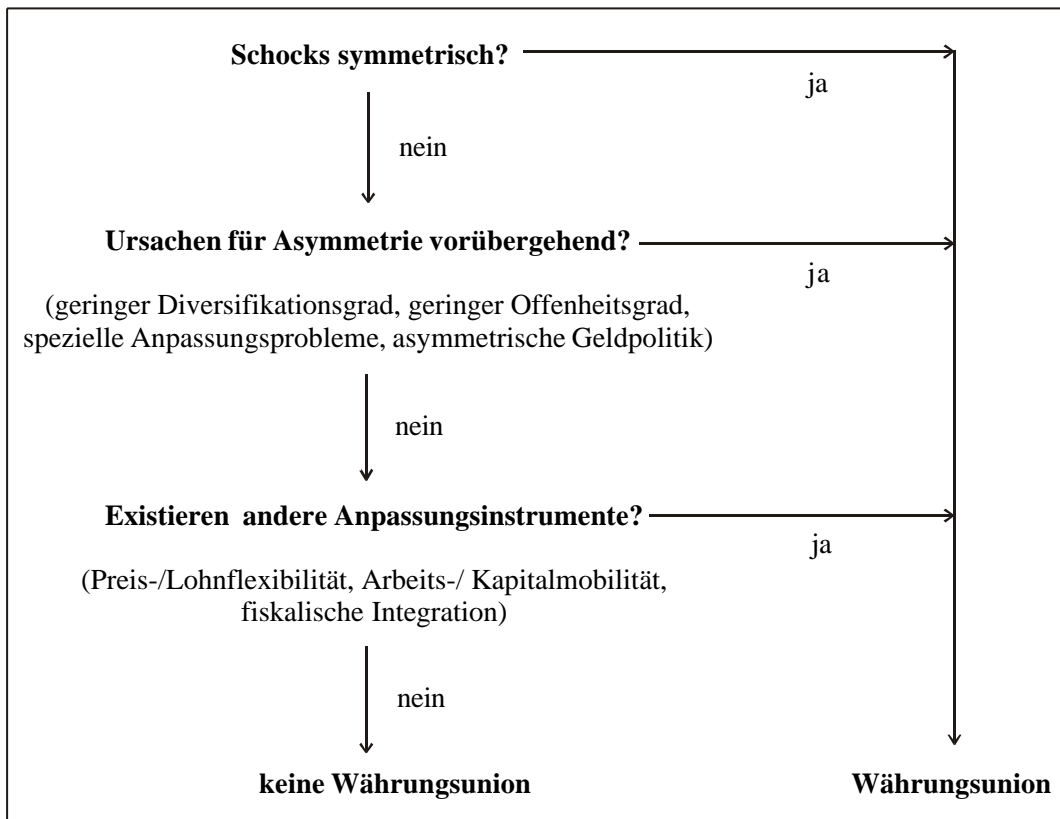 Schocks symmetrisch?
ja
nein
Ursachen für Asymmetrie vorübergehend?
ja
(geringer Diversifikationsgrad, geringer Offenheitsgrad,
spezielle Anpassungsprobleme, asymmetrische Geldpolitik)
nein
Existieren andere Anpassungsinstrumente?
ja
(Preis-/Lohnflexibilität, Arbeits-/ Kapitalmobilität,
fiskalische Integration)
nein
keine Währungsunion
Währungsunion